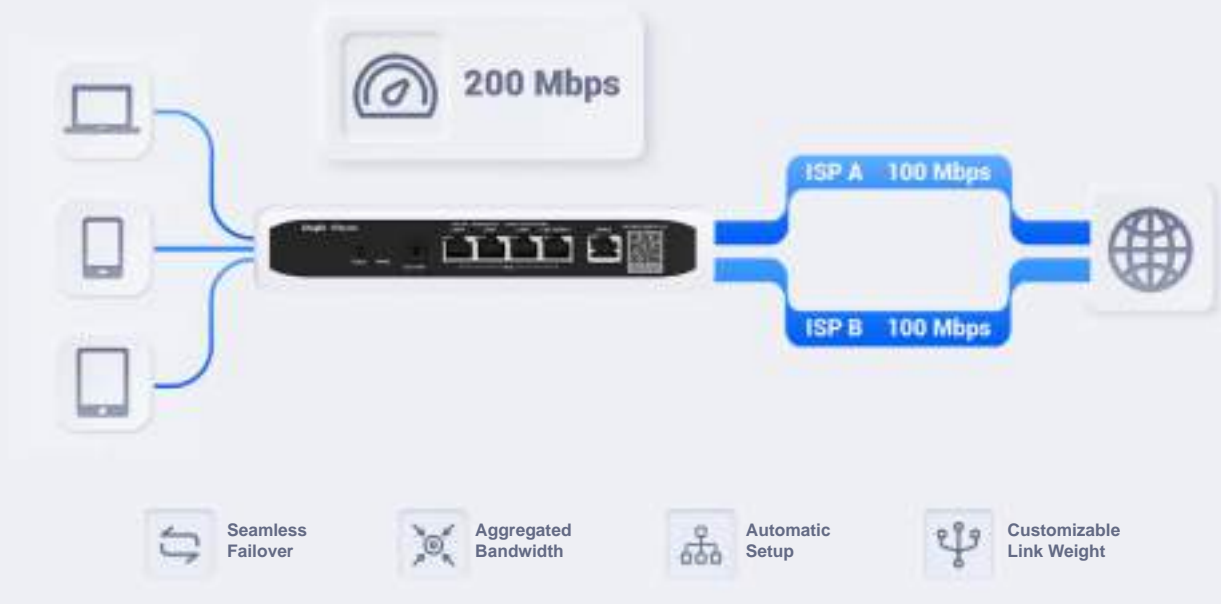 200 Mbps
ISP A 100 Mbps
ISP B 100 Mbps
Seamless
Failover
Aggregated
Bandwidth
Automatic
Setup
Customizable
Link Weight